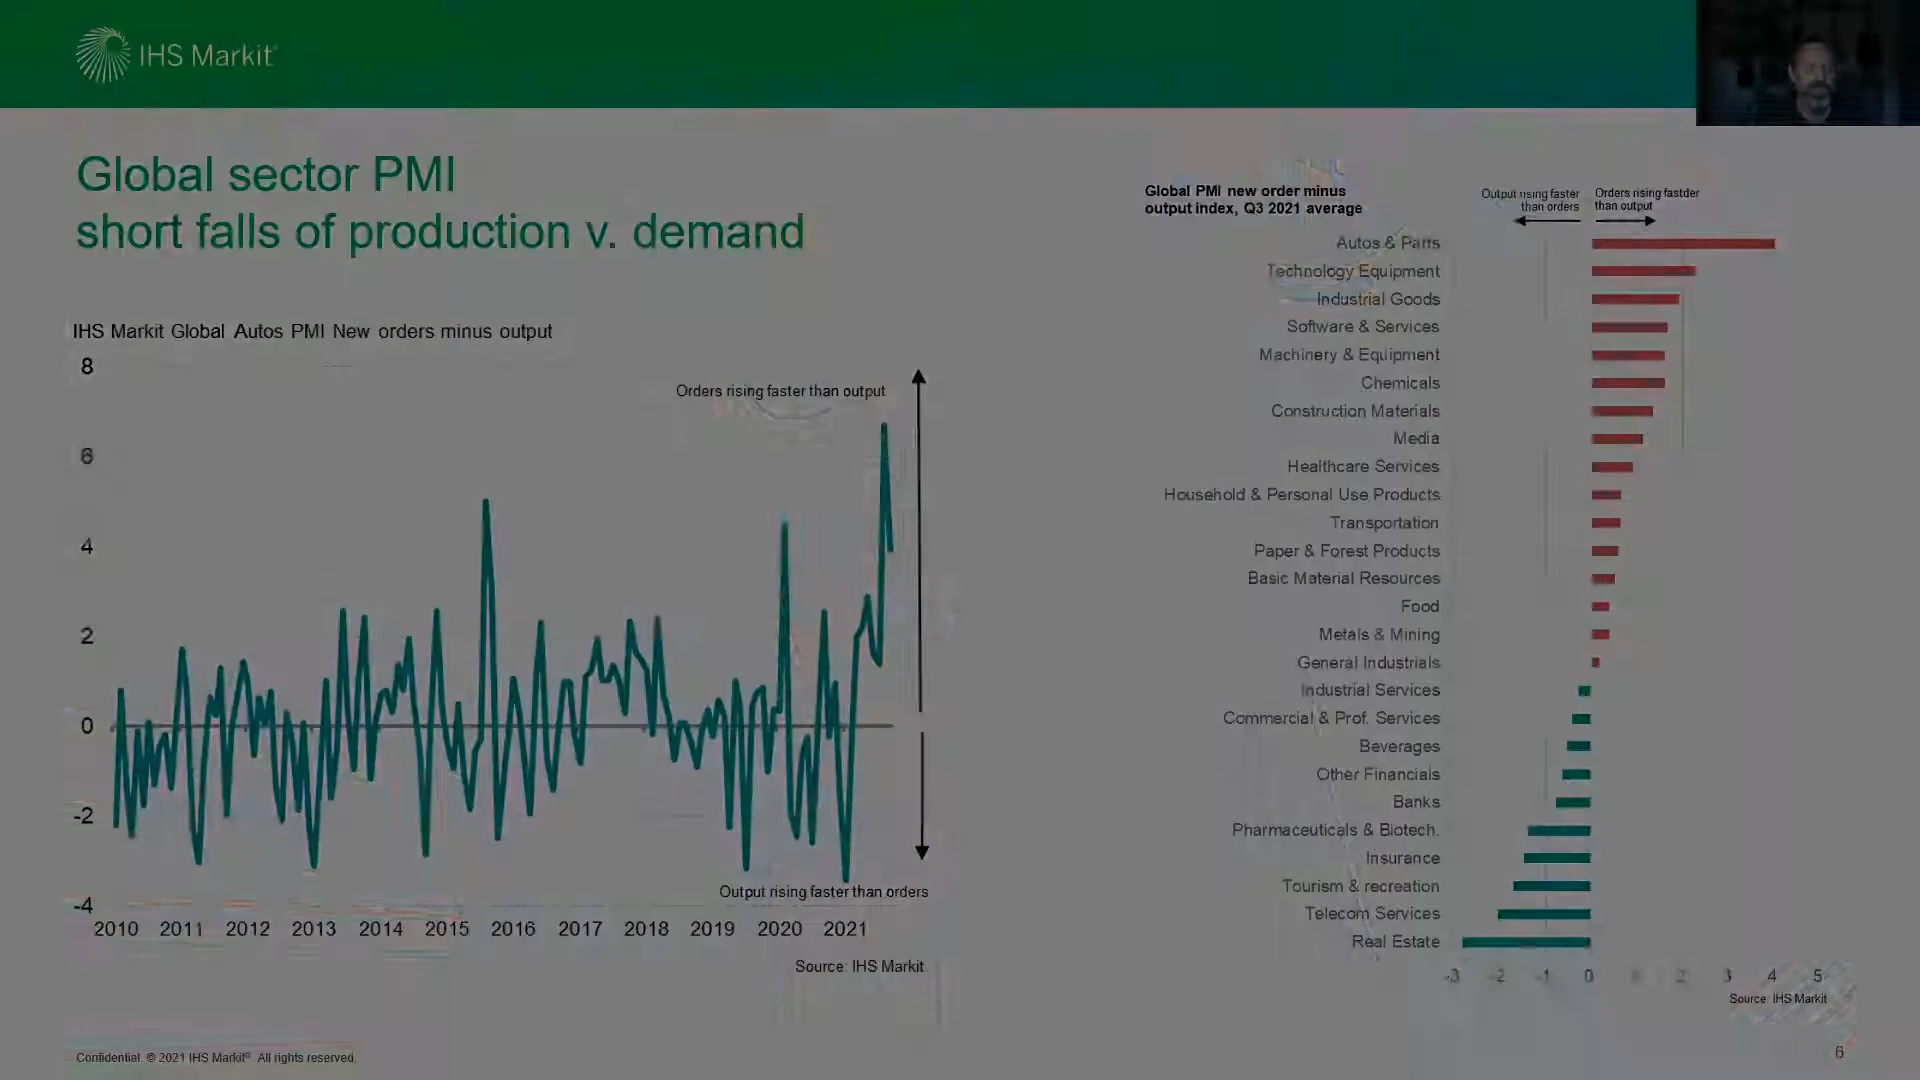 IHS Markit
Global sector PMI
short falls of production v. demand
IHS Markit Global Autos PMI New orders minus output
8
6
4
2
0
-2
-4
Orders rising faster than output
Output rising faster than orders
2010 2011 2012 2013 2014 2015 2016 2017 2018 2019 2020 2021
Source: IHS Markit.
Global PMI new order minus
output index, Q3 2021 average
Output rising faster
than orders
Orders rising fastder
than output
Autos & Parts
Technology Equipment
Industrial Goods
Software & Services
Machinery & Equipment
Chemicals
Construction Materials
Media
Healthcare Services
Household & Personal Use Products
Transportation
Paper & Forest Products
Basic Material Resources
Food
Metals & Mining
General Industrials
Industrial Services
Commercial & Prof. Services
Beverages
Other Financials
Banks
Pharmaceuticals & Biotech.
Insurance
Tourism & recreation
Telecom Services
Real Estate
-3 -2 -1 0 2 3 4 5
Source: IHS Markit
Confidential. © 2021 IHS Markit® All rights reserved.
6